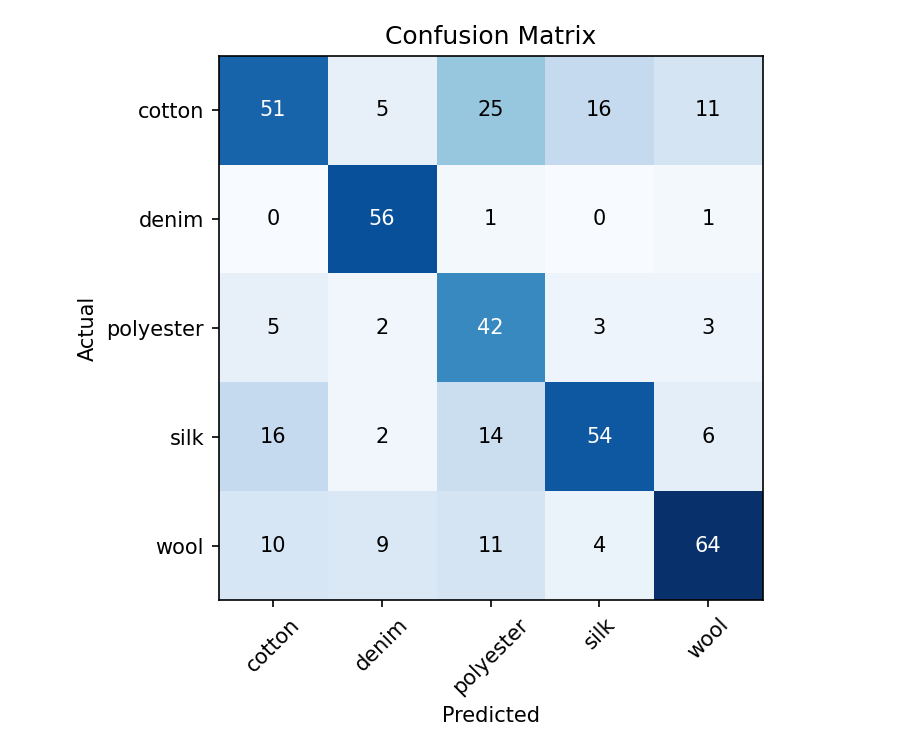 Confusion Matrix
cotton 51 5 25 16 11
denim 0 56 1 0 1
Actual
polyester 5 2 42 3 3
silk 16 2 14 54 6
wool 10 9 11 4 64
cotton denim polyester silk wool
Predicted